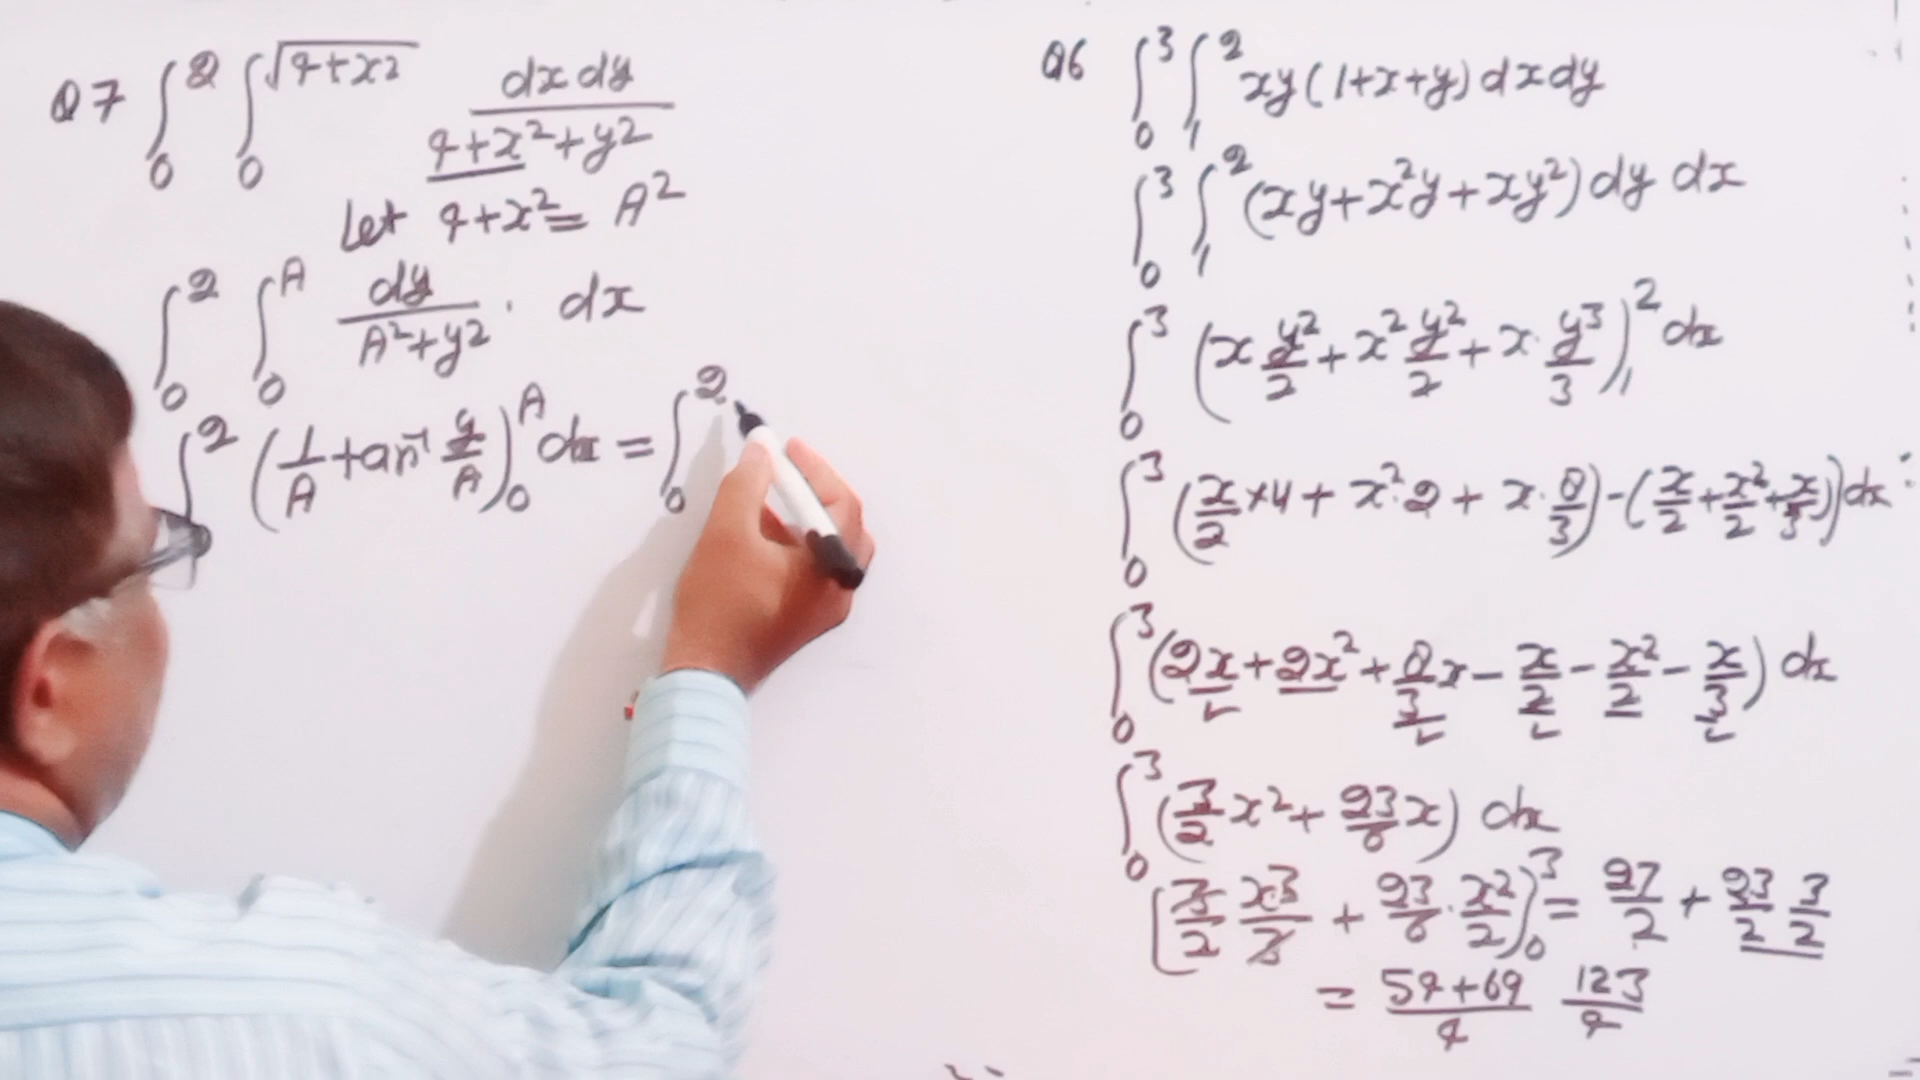 Q7 ∫₀² ∫₀^√(4+x²) dx dy / (4+x²+y²)
Let 4+x² = A²
∫₀² ∫₀^A dy/(A²+y²) · dx
∫² (1/A tan⁻¹ y/A)₀^A dx = ∫₀²
Q6 ∫₀³ ∫₁² xy(1+x+y) dx dy
∫₀³ ∫₁² (xy+x²y+xy²) dy dx
∫₀³ (x y²/2 + x² y²/2 + x · y³/3)₁² dx
∫₀³ (x/2 × 4 + x² · 2 + x · 8/3) - (x/2 + x²/2 + x/3)) dx
∫₀³ (2x + 2x² + 8/3 x - x/2 - x²/2 - x/3) dx
∫₀³ (3/2 x² + 23/6 x) dx
[3/2 x³/3 + 23/6 · x²/2)₀³ = 27/2 + 23/2 3/2
= 54+69/4 123/4